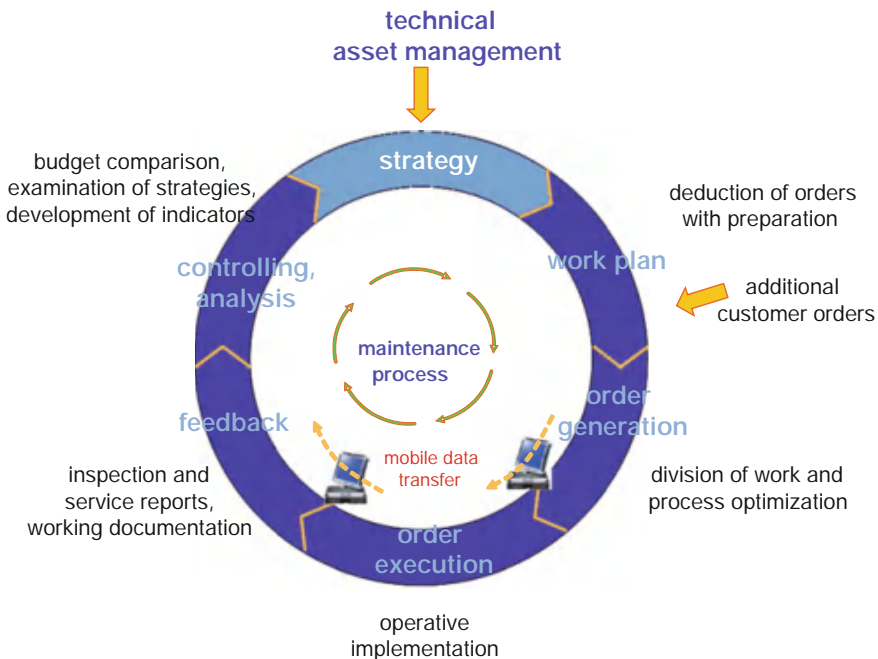 technical
asset management
strategy
budget comparison,
examination of strategies,
development of indicators
deduction of orders
with preparation
controlling,
analysis
work plan
additional
customer orders
maintenance
process
feedback
order
generation
mobile data
transfer
inspection and
service reports,
working documentation
division of work and
process optimization
order
execution
operative
implementation